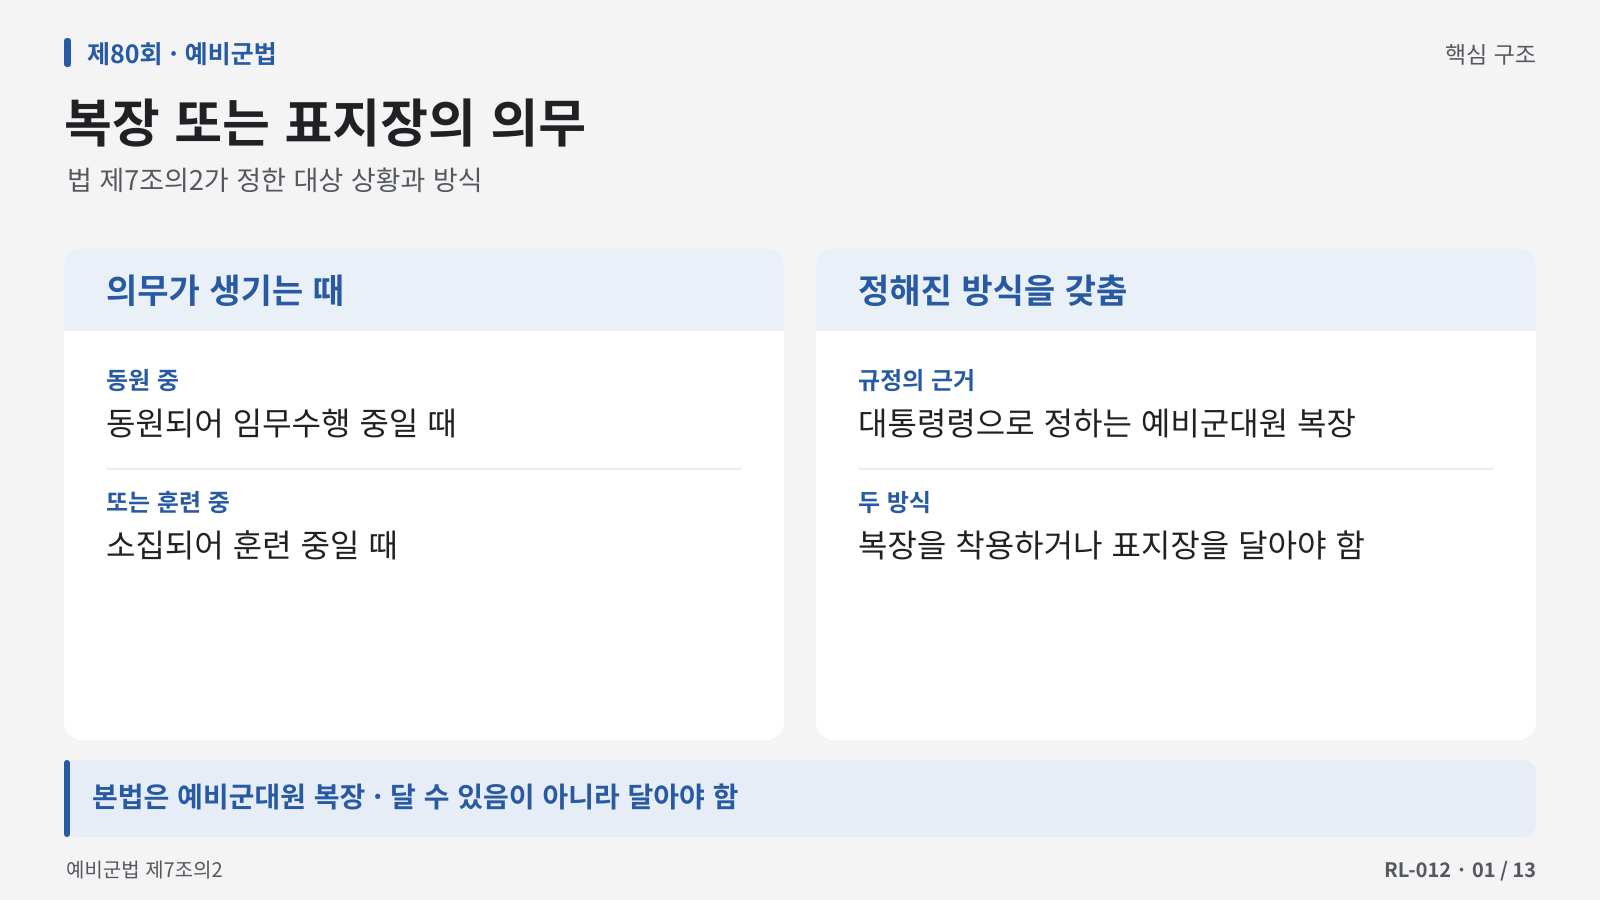 제80회 · 예비군법
핵심 구조
복장 또는 표지장의 의무
법 제7조의2가 정한 대상 상황과 방식
의무가 생기는 때
동원 중
동원되어 임무수행 중일 때
또는 훈련 중
소집되어 훈련 중일 때
정해진 방식을 갖춤
규정의 근거
대통령령으로 정하는 예비군대원 복장
두 방식
복장을 착용하거나 표지장을 달아야 함
본법은 예비군대원 복장 · 달 수 있음이 아니라 달아야 함
예비군법 제7조의2
RL-012 · 01 / 13